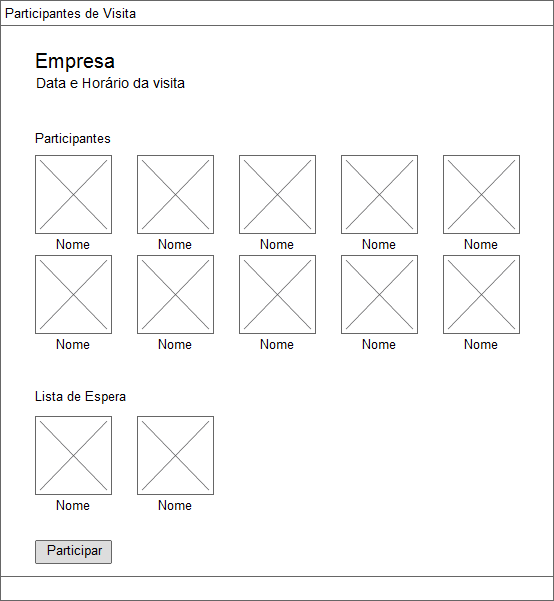 Participantes de Visita
Empresa
Data e Horário da visita
Participantes
Nome Nome Nome Nome Nome
Nome Nome Nome Nome Nome
Lista de Espera
Nome Nome
Participar